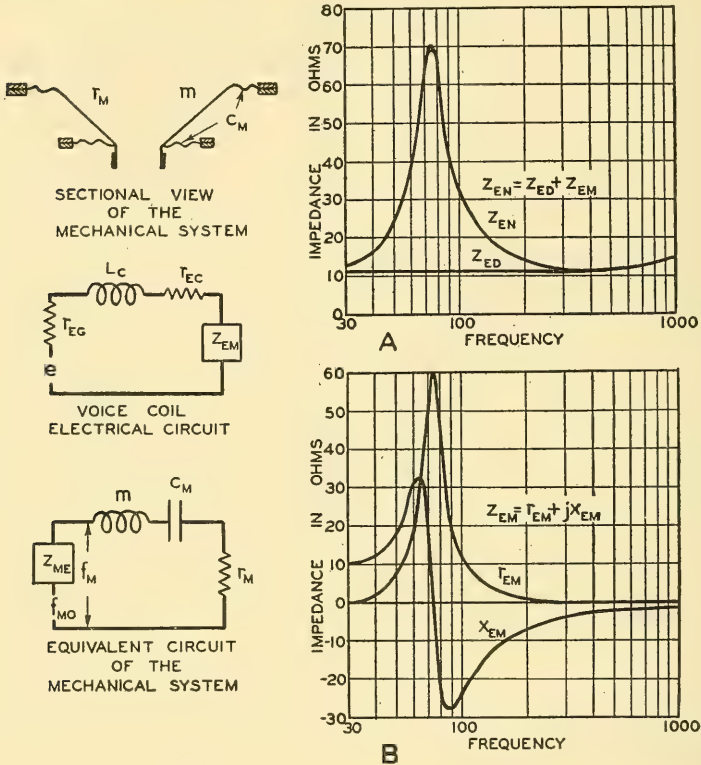 r_M
m
C_M
SECTIONAL VIEW
OF THE
MECHANICAL SYSTEM
L_C
r_EC
r_EG
e
Z_EM
VOICE COIL
ELECTRICAL CIRCUIT
m
C_M
Z_ME
f_M
f_MO
r_M
EQUIVALENT CIRCUIT
OF THE
MECHANICAL SYSTEM
IMPEDANCE IN OHMS
80
70
60
50
40
30
20
10
0
Z_EN = Z_ED + Z_EM
Z_EN
Z_ED
30 100 1000
A FREQUENCY
IMPEDANCE IN OHMS
60
50
40
30
20
10
0
-10
-20
-30
Z_EM = r_EM + jX_EM
r_EM
X_EM
30 100 1000
B FREQUENCY